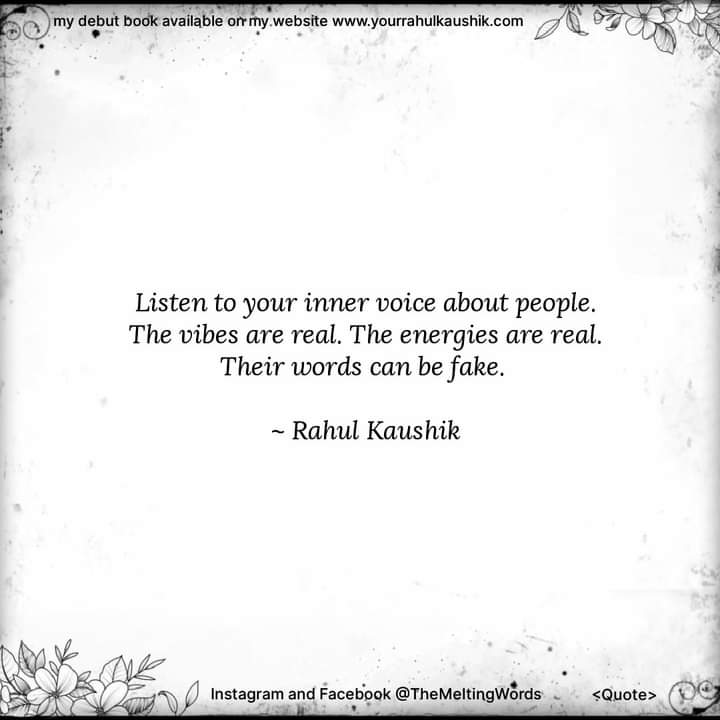 my debut book available on my website www.yourrahulkaushik.com
Listen to your inner voice about people.
The vibes are real. The energies are real.
Their words can be fake.
~ Rahul Kaushik
Instagram and Facebook @TheMeltingWords <Quote>